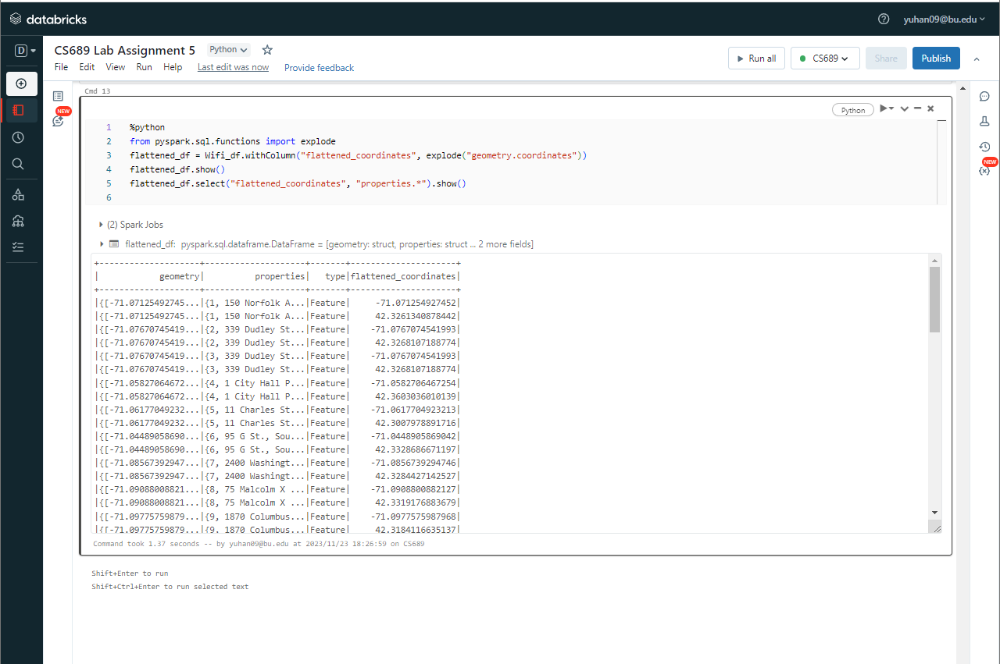 databricks
yuhan09@bu.edu
D
CS689 Lab Assignment 5 Python
File Edit View Run Help Last edit was now Provide feedback
Run all CS689 Share Publish
NEW
NEW
Cmd 13
Python
1 %python
2 from pyspark.sql.functions import explode
3 flattened_df = Wifi_df.withColumn("flattened_coordinates", explode("geometry.coordinates"))
4 flattened_df.show()
5 flattened_df.select("flattened_coordinates", "properties.*").show()
6
(2) Spark Jobs
flattened_df: pyspark.sql.dataframe.DataFrame = [geometry: struct, properties: struct ... 2 more fields]
+--------------------+--------------------+-------+---------------------+
|            geometry|          properties|   type|flattened_coordinates|
+--------------------+--------------------+-------+---------------------+
|{[-71.07125492745...|{1, 150 Norfolk A...|Feature|     -71.071254927452|
|{[-71.07125492745...|{1, 150 Norfolk A...|Feature|     42.3261340878442|
|{[-71.07670745419...|{2, 339 Dudley St...|Feature|    -71.0767074541993|
|{[-71.07670745419...|{2, 339 Dudley St...|Feature|     42.3268107188774|
|{[-71.07670745419...|{3, 339 Dudley St...|Feature|    -71.0767074541993|
|{[-71.07670745419...|{3, 339 Dudley St...|Feature|     42.3268107188774|
|{[-71.05827064672...|{4, 1 City Hall P...|Feature|    -71.0582706467254|
|{[-71.05827064672...|{4, 1 City Hall P...|Feature|     42.3603036010139|
|{[-71.06177049232...|{5, 11 Charles St...|Feature|    -71.0617704923213|
|{[-71.06177049232...|{5, 11 Charles St...|Feature|     42.3007978891716|
|{[-71.04489058690...|{6, 95 G St., Sou...|Feature|    -71.0448905869042|
|{[-71.04489058690...|{6, 95 G St., Sou...|Feature|     42.3328686671197|
|{[-71.08567392947...|{7, 2400 Washingt...|Feature|    -71.0856739294746|
|{[-71.08567392947...|{7, 2400 Washingt...|Feature|     42.3284427142527|
|{[-71.09088008821...|{8, 75 Malcolm X ...|Feature|    -71.0908800882127|
|{[-71.09088008821...|{8, 75 Malcolm X ...|Feature|     42.3319176883679|
|{[-71.09775759879...|{9, 1870 Columbus...|Feature|    -71.0977575987968|
|{[-71.09775759879...|{9, 1870 Columbus...|Feature|     42.3184116635137|
Command took 1.37 seconds -- by yuhan09@bu.edu at 2023/11/23 18:26:59 on CS689
Shift+Enter to run
Shift+Ctrl+Enter to run selected text